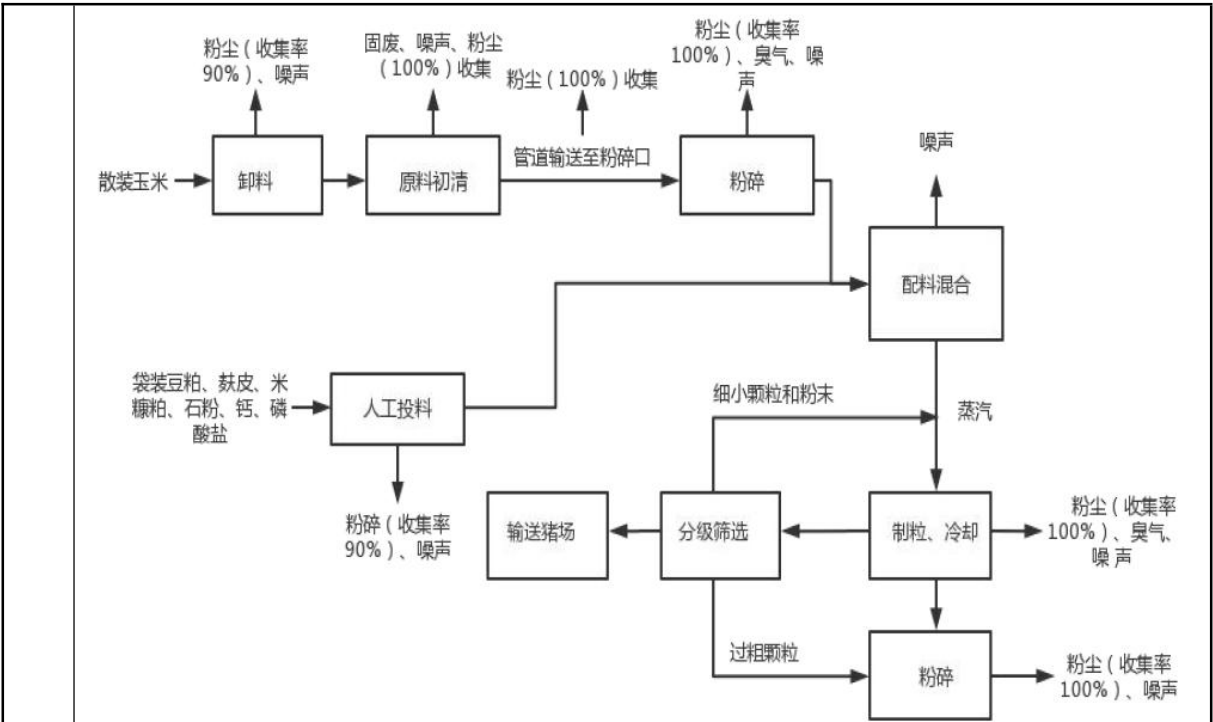 粉尘（收集率
90%）、噪声
固废、噪声、粉尘
（100%）收集
粉尘（100%）收集
粉尘（收集率
100%）、臭气、噪
声
噪声
散装玉米
卸料
原料初清
管道输送至粉碎口
粉碎
配料混合
袋装豆粕、麸皮、米
糠粕、石粉、钙、磷
酸盐
人工投料
细小颗粒和粉末
蒸汽
粉碎（收集率
90%）、噪声
输送猪场
分级筛选
制粒、冷却
粉尘（收集率
100%）、臭气、
噪 声
过粗颗粒
粉碎
粉尘（收集率
100%）、噪声